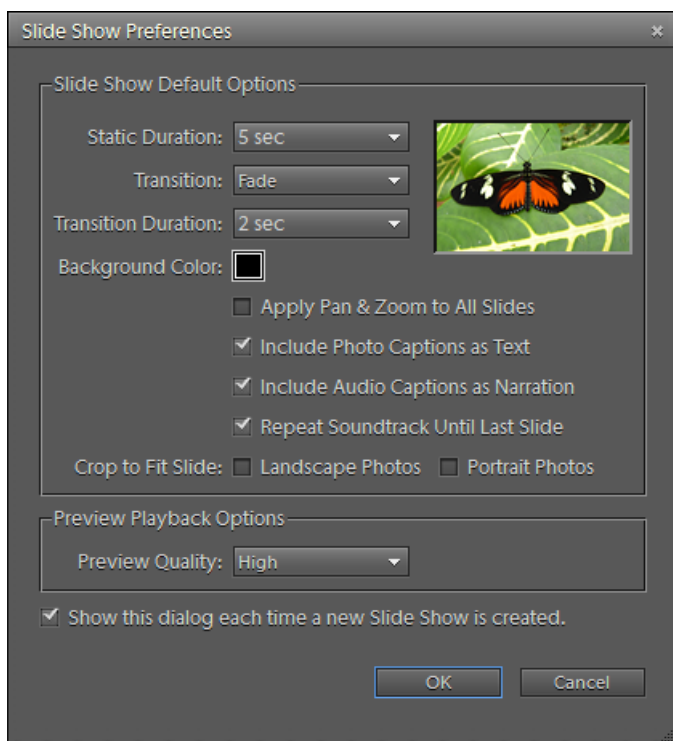 Slide Show Preferences
Slide Show Default Options
Static Duration: 5 sec
Transition: Fade
Transition Duration: 2 sec
Background Color:
Apply Pan & Zoom to All Slides
Include Photo Captions as Text
Include Audio Captions as Narration
Repeat Soundtrack Until Last Slide
Crop to Fit Slide: Landscape Photos Portrait Photos
Preview Playback Options
Preview Quality: High
Show this dialog each time a new Slide Show is created.
OK Cancel